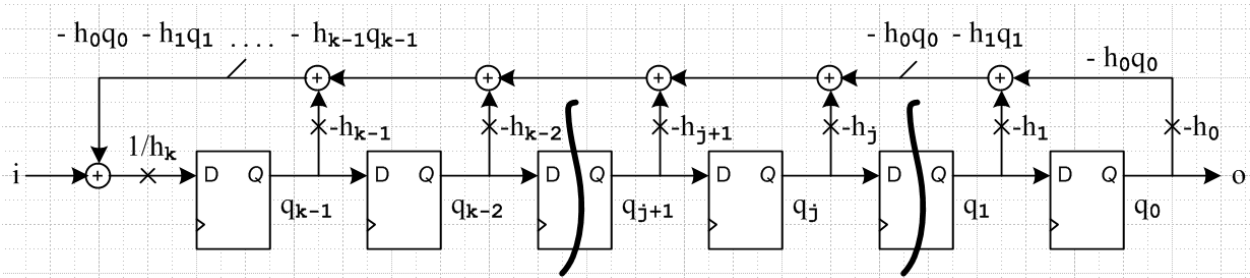 - h0q0 - h1q1 .... - hk-1qk-1
- h0q0 - h1q1
- h0q0
-hk-1
-hk-2
-hj+1
-hj
-h1
-h0
1/hk
i
D Q
D Q
D Q
D Q
D Q
D Q
o
qk-1
qk-2
qj+1
qj
q1
q0